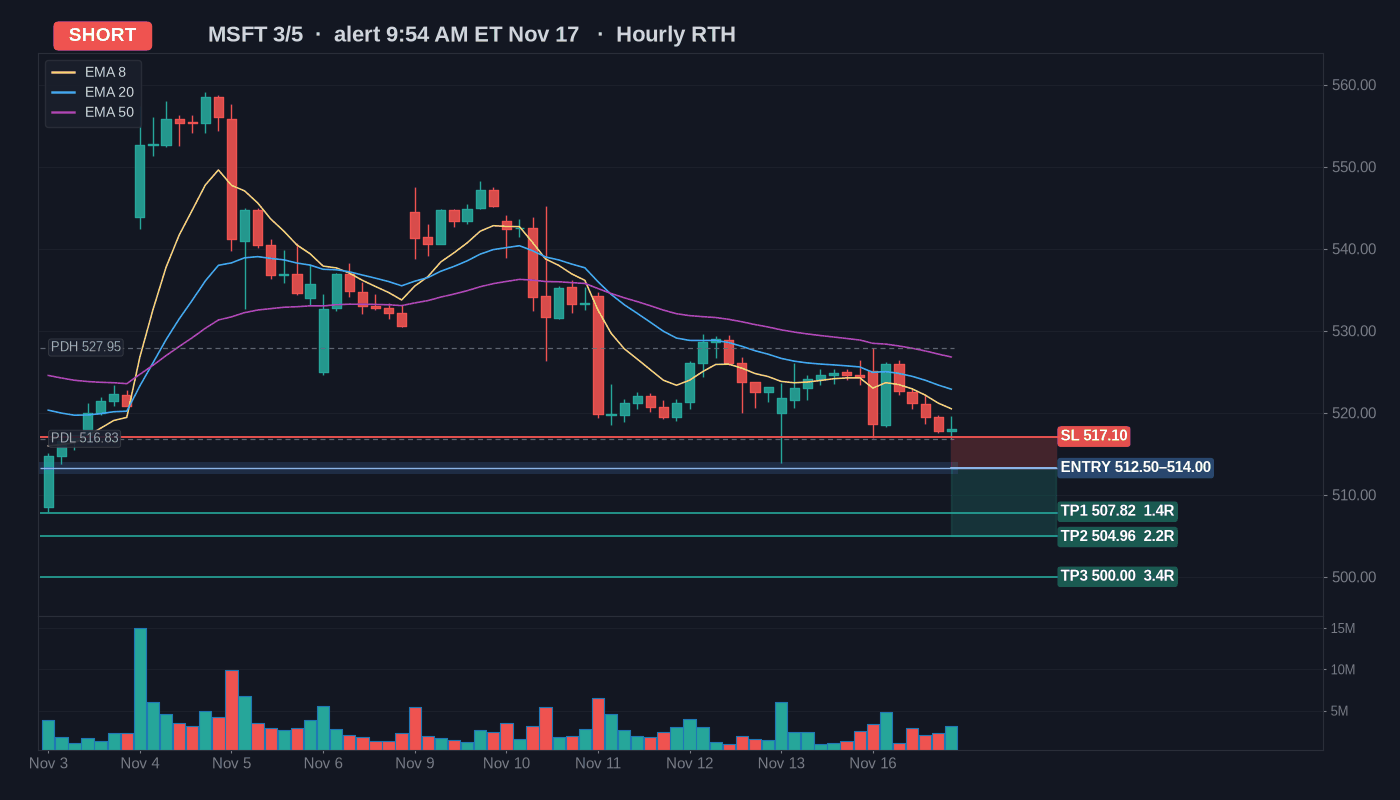 SHORT MSFT 3/5 · alert 9:54 AM ET Nov 17 · Hourly RTH
EMA 8
EMA 20
EMA 50
560.00
550.00
540.00
530.00
520.00
510.00
500.00
PDH 527.95
PDL 516.83
SL 517.10
ENTRY 512.50–514.00
TP1 507.82 1.4R
TP2 504.96 2.2R
TP3 500.00 3.4R
15M
10M
5M
Nov 3 Nov 4 Nov 5 Nov 6 Nov 9 Nov 10 Nov 11 Nov 12 Nov 13 Nov 16